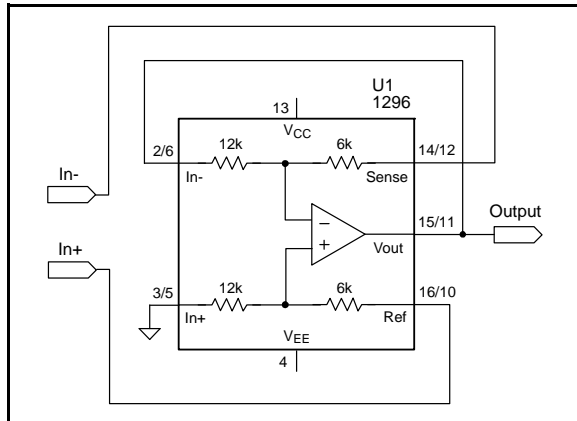 U1
1296
13
VCC
2/6
12k
6k
14/12
In-
Sense
In-
Output
15/11
−
+
Vout
In+
3/5
12k
6k
16/10
In+
Ref
VEE
4